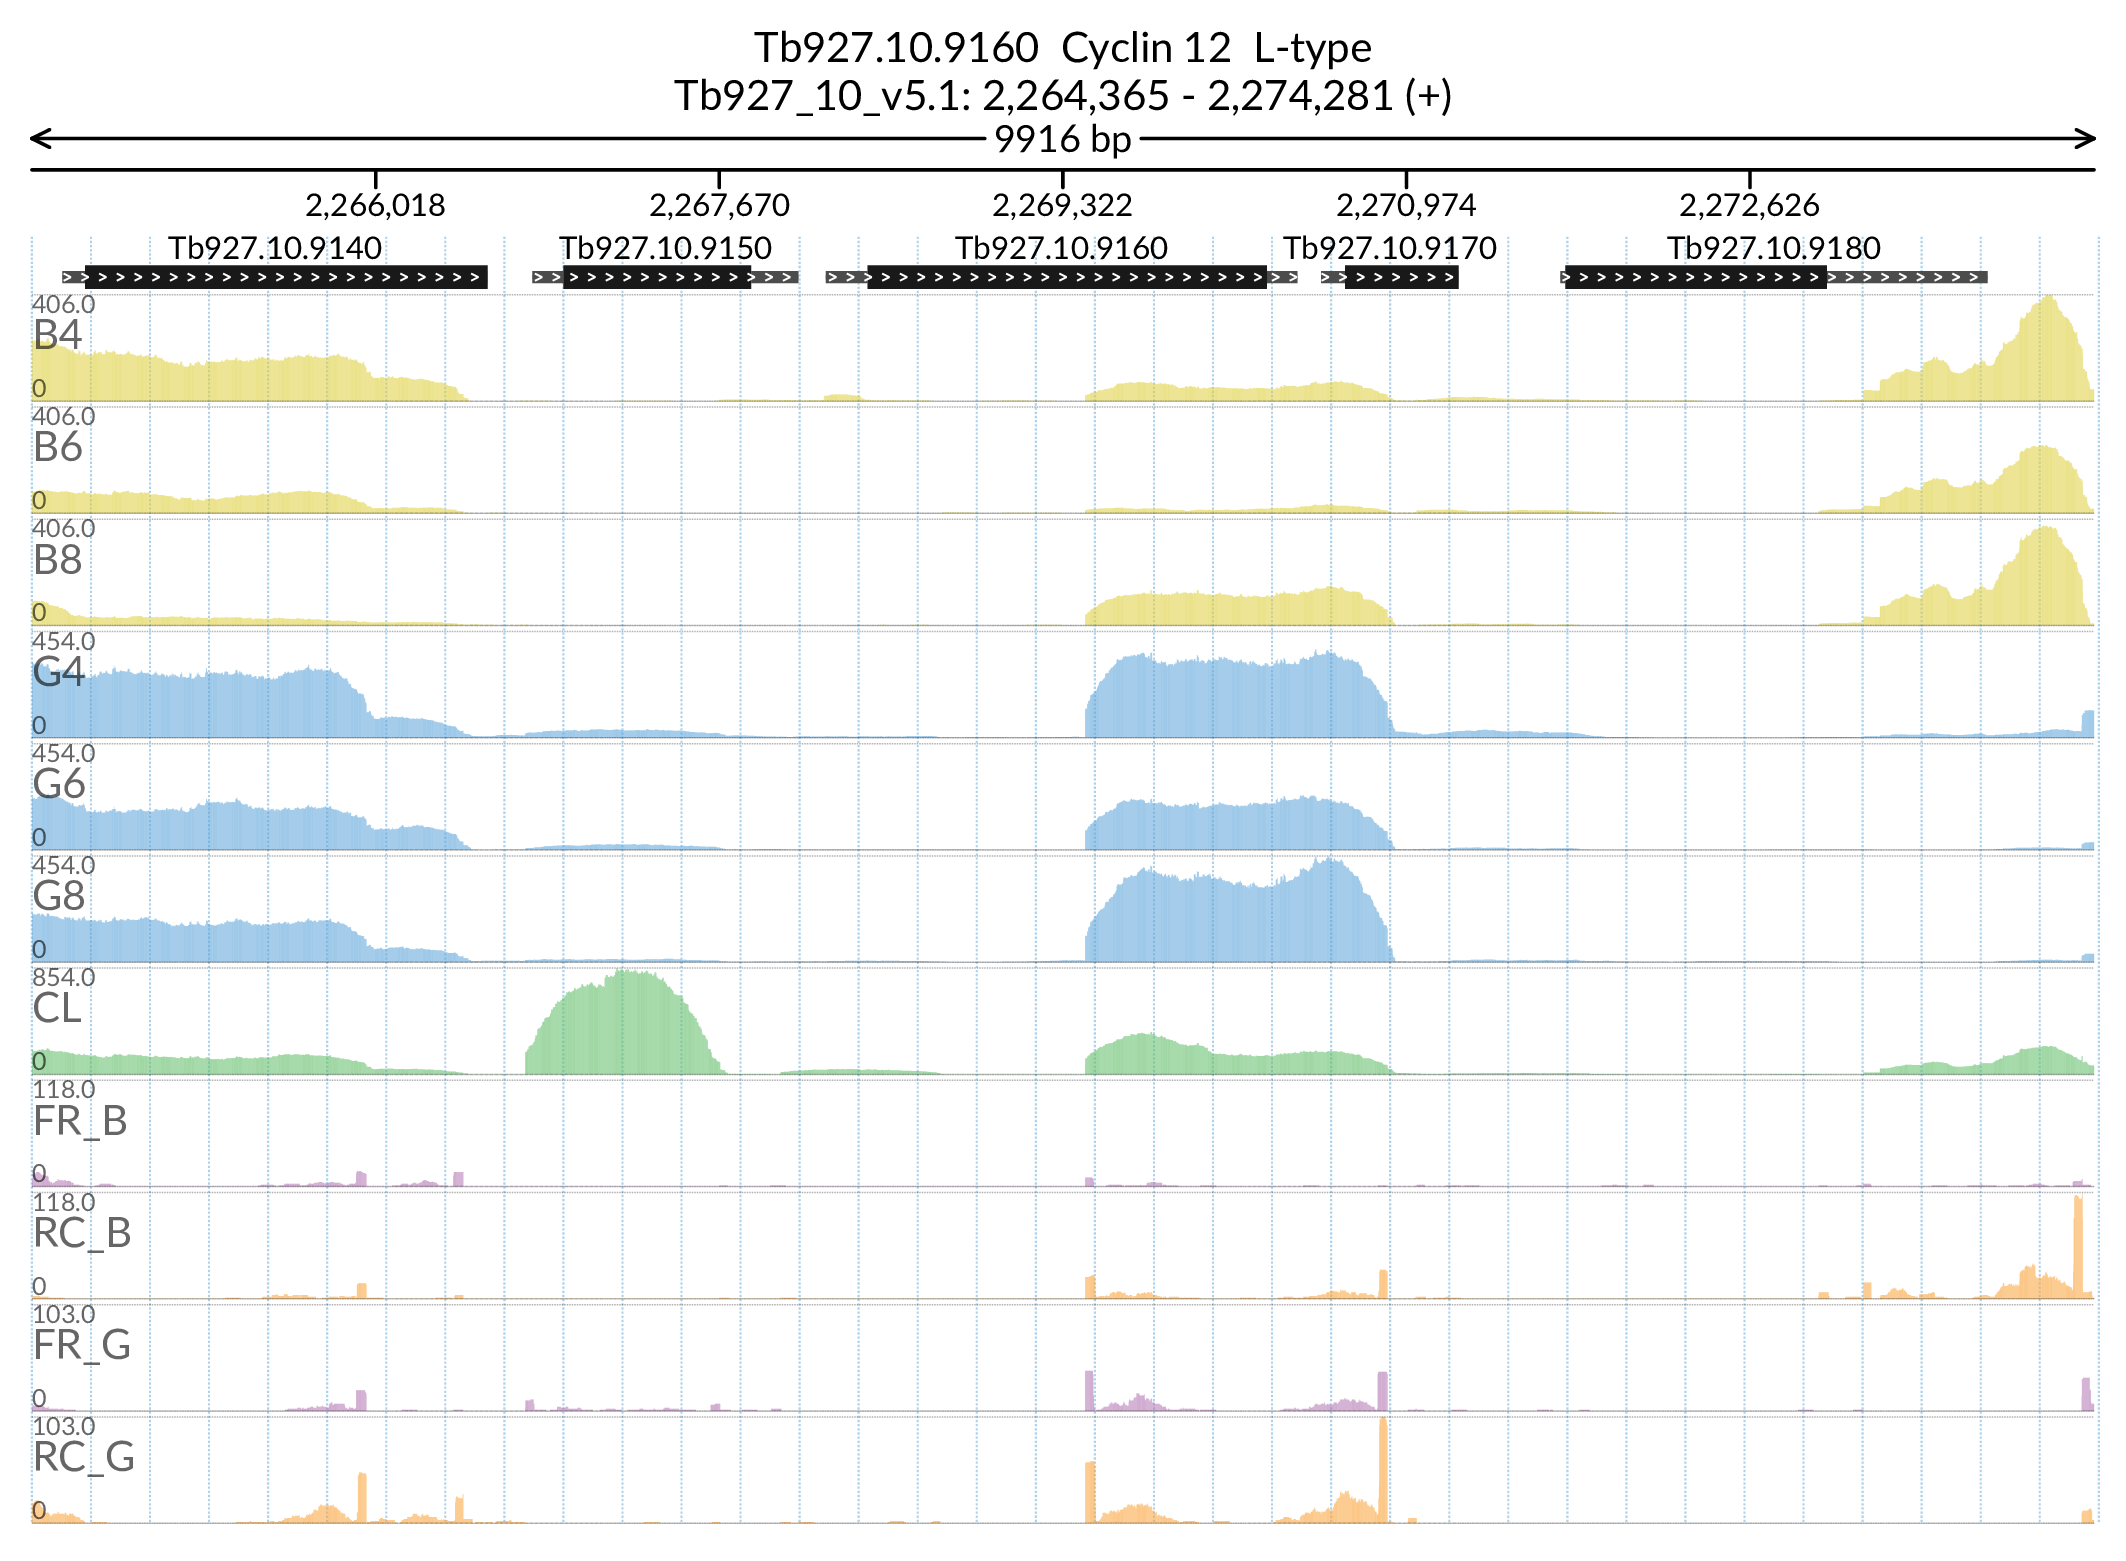 Tb927.10.9160  Cyclin 12  L-type
Tb927_10_v5.1: 2,264,365 - 2,274,281 (+)
9916 bp
2,266,018 2,267,670 2,269,322 2,270,974 2,272,626
Tb927.10.9140 Tb927.10.9150 Tb927.10.9160 Tb927.10.9170 Tb927.10.9180
406.0
B4
0
406.0
B6
0
406.0
B8
0
454.0
G4
0
454.0
G6
0
454.0
G8
0
854.0
CL
0
118.0
FR_B
0
118.0
RC_B
0
103.0
FR_G
0
103.0
RC_G
0